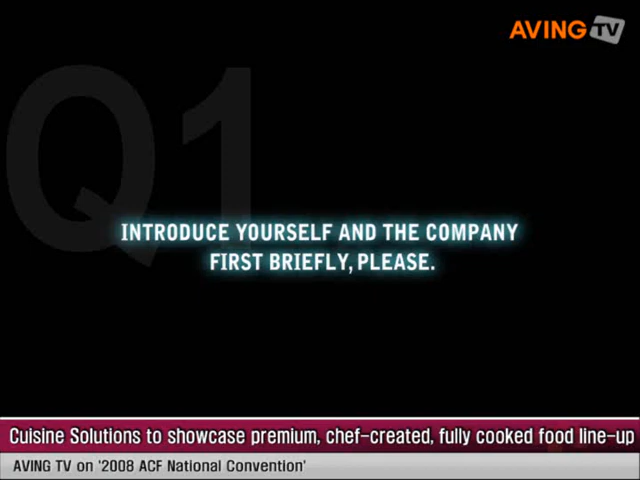 AVING TV
Q1
INTRODUCE YOURSELF AND THE COMPANY
FIRST BRIEFLY, PLEASE.
Cuisine Solutions to showcase premium, chef-created, fully cooked food line-up
AVING TV on '2008 ACF National Convention'